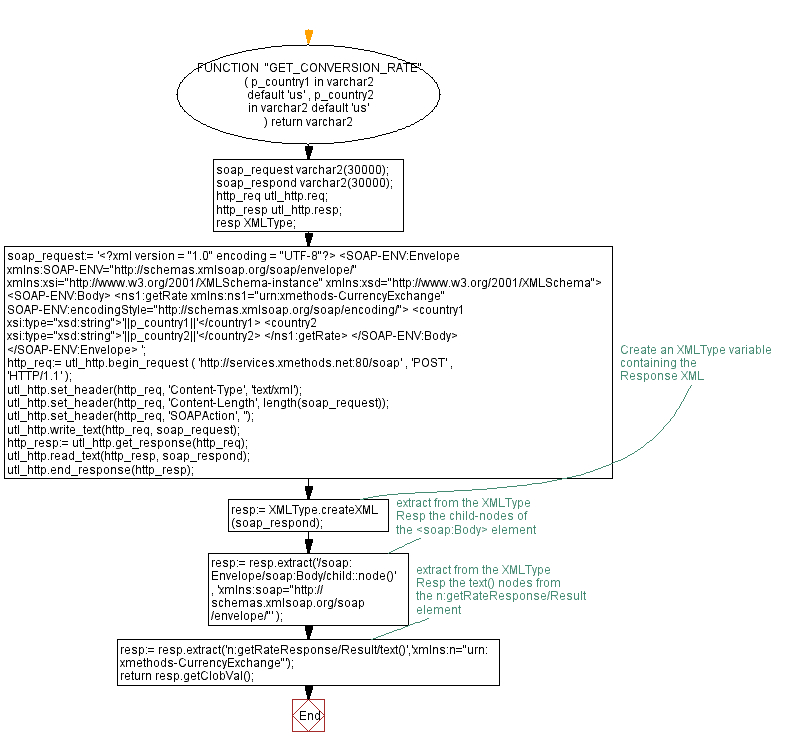 FUNCTION "GET_CONVERSION_RATE"
( p_country1 in varchar2
default 'us' , p_country2
in varchar2 default 'us'
) return varchar2
soap_request varchar2(30000);
soap_respond varchar2(30000);
http_req utl_http.req;
http_resp utl_http.resp;
resp XMLType;
soap_request:= '<?xml version = "1.0" encoding = "UTF-8"?> <SOAP-ENV:Envelope
xmlns:SOAP-ENV="http://schemas.xmlsoap.org/soap/envelope/"
xmlns:xsi="http://www.w3.org/2001/XMLSchema-instance" xmlns:xsd="http://www.w3.org/2001/XMLSchema">
<SOAP-ENV:Body> <ns1:getRate xmlns:ns1="urn:xmethods-CurrencyExchange"
SOAP-ENV:encodingStyle="http://schemas.xmlsoap.org/soap/encoding/"> <country1
xsi:type="xsd:string">'||p_country1||'</country1> <country2
xsi:type="xsd:string">'||p_country2||'</country2> </ns1:getRate> </SOAP-ENV:Body>
</SOAP-ENV:Envelope> ';
http_req:= utl_http.begin_request ( 'http://services.xmethods.net:80/soap' , 'POST' ,
'HTTP/1.1' );
utl_http.set_header(http_req, 'Content-Type', 'text/xml');
utl_http.set_header(http_req, 'Content-Length', length(soap_request));
utl_http.set_header(http_req, 'SOAPAction', '');
utl_http.write_text(http_req, soap_request);
http_resp:= utl_http.get_response(http_req);
utl_http.read_text(http_resp, soap_respond);
utl_http.end_response(http_resp);
Create an XMLType variable
containing the
Response XML
resp:= XMLType.createXML
(soap_respond);
extract from the XMLType
Resp the child-nodes of
the <soap:Body> element
resp:= resp.extract('/soap:
Envelope/soap:Body/child::node()'
, 'xmlns:soap="http://
schemas.xmlsoap.org/soap
/envelope/"' );
extract from the XMLType
Resp the text() nodes from
the n:getRateResponse/Result
element
resp:= resp.extract('n:getRateResponse/Result/text()','xmlns:n="urn:
xmethods-CurrencyExchange"');
return resp.getClobVal();
End